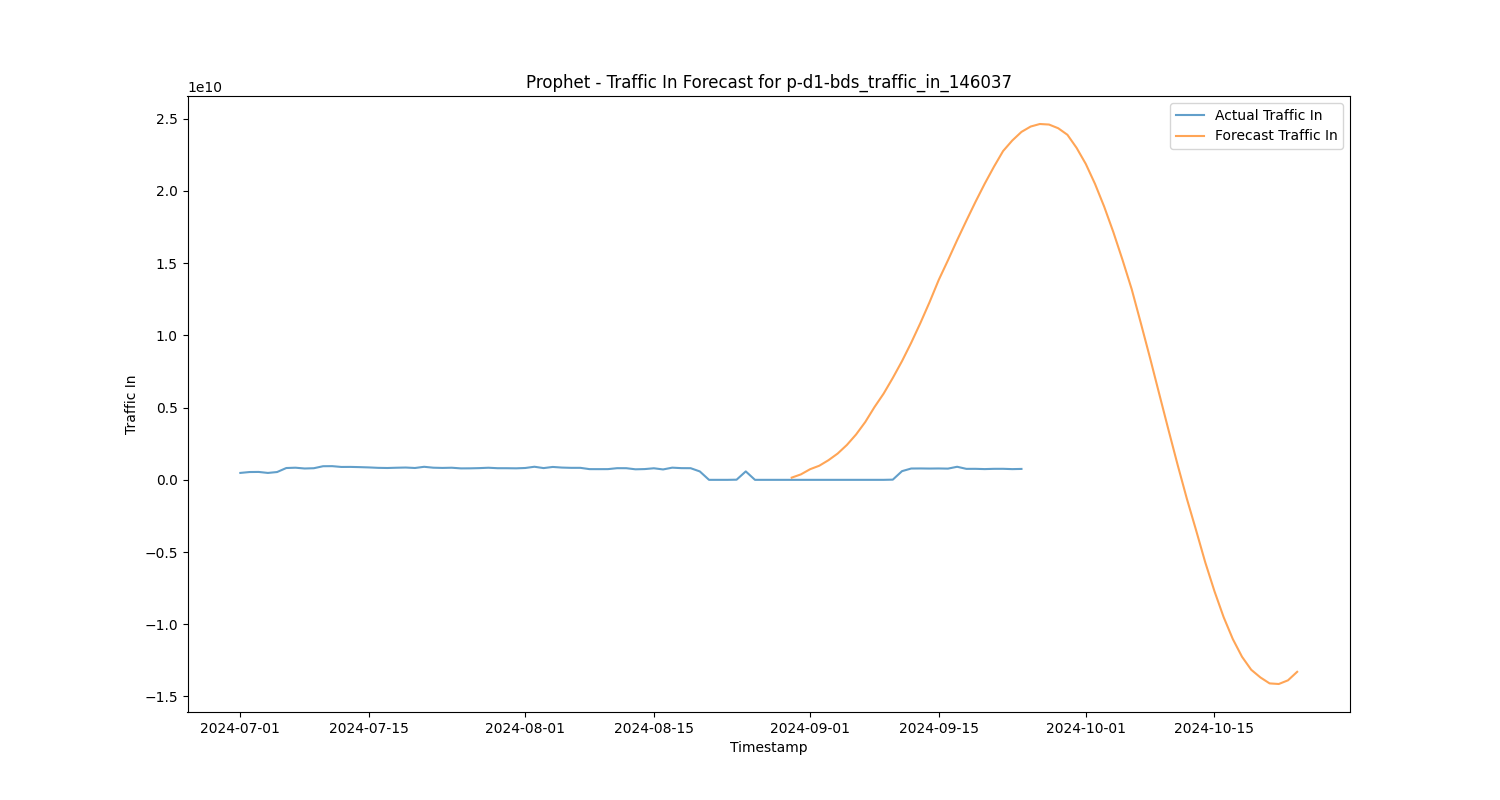 Prophet - Traffic In Forecast for p-d1-bds_traffic_in_146037
1e10
Actual Traffic In
Forecast Traffic In
2.5
2.0
1.5
1.0
0.5
0.0
−0.5
−1.0
−1.5
Traffic In
2024-07-01 2024-07-15 2024-08-01 2024-08-15 2024-09-01 2024-09-15 2024-10-01 2024-10-15
Timestamp